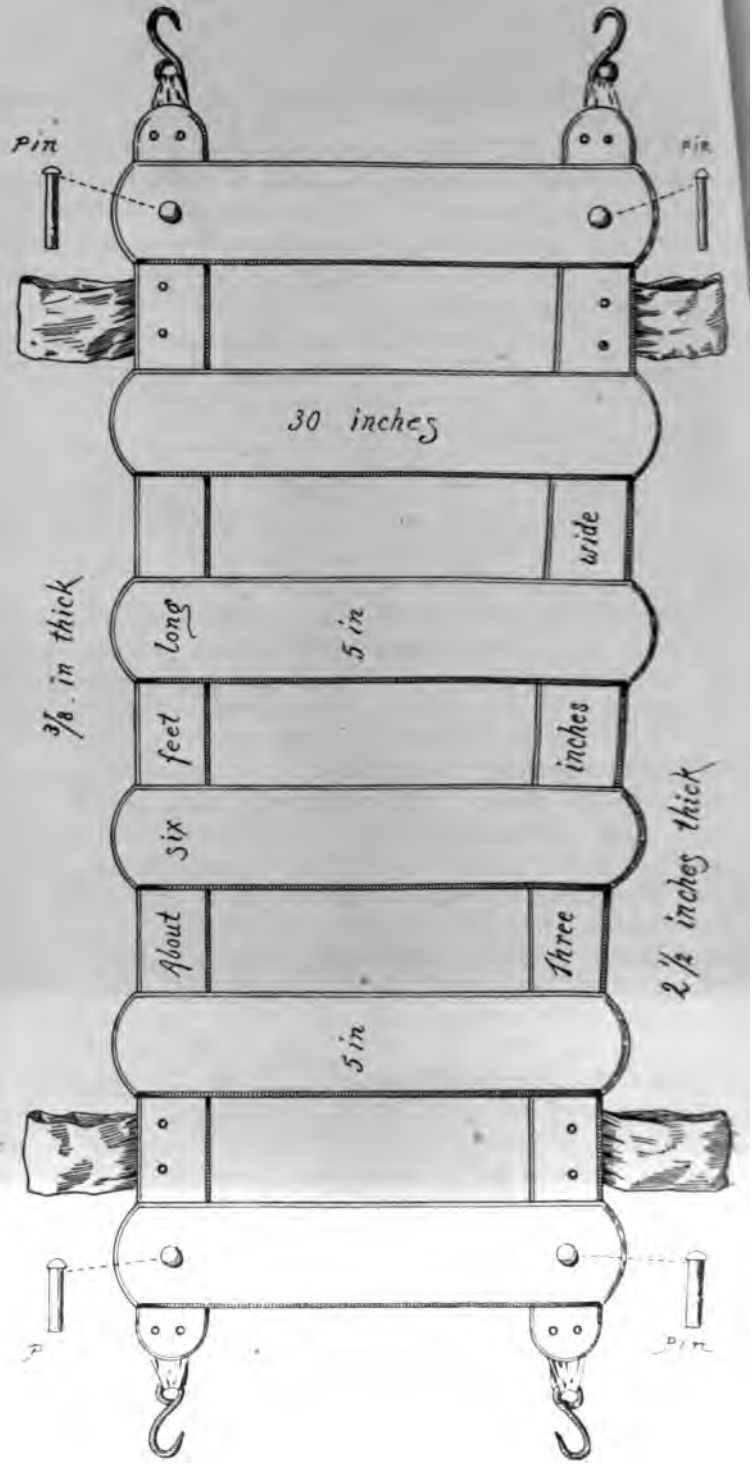 Pin
pin
30 inches
3/8. in thick
About six feet long
5 in
Three inches wide
2 1/2 inches thick
5 in
P
Pin